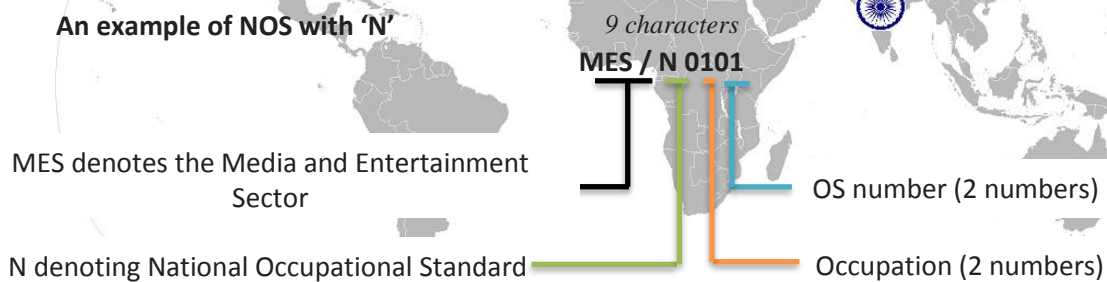 An example of NOS with ‘N’
9 characters
MES / N 0101
MES denotes the Media and Entertainment
Sector
OS number (2 numbers)
N denoting National Occupational Standard
Occupation (2 numbers)